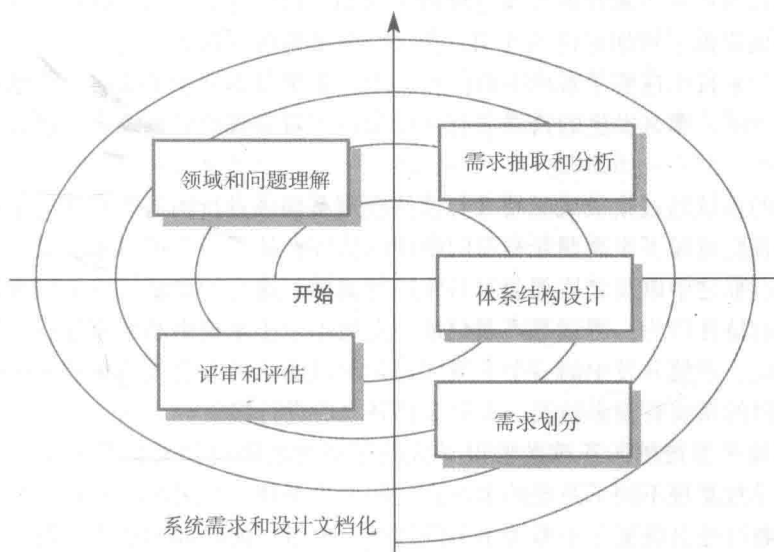 领域和问题理解
需求抽取和分析
开始
体系结构设计
评审和评估
需求划分
系统需求和设计文档化